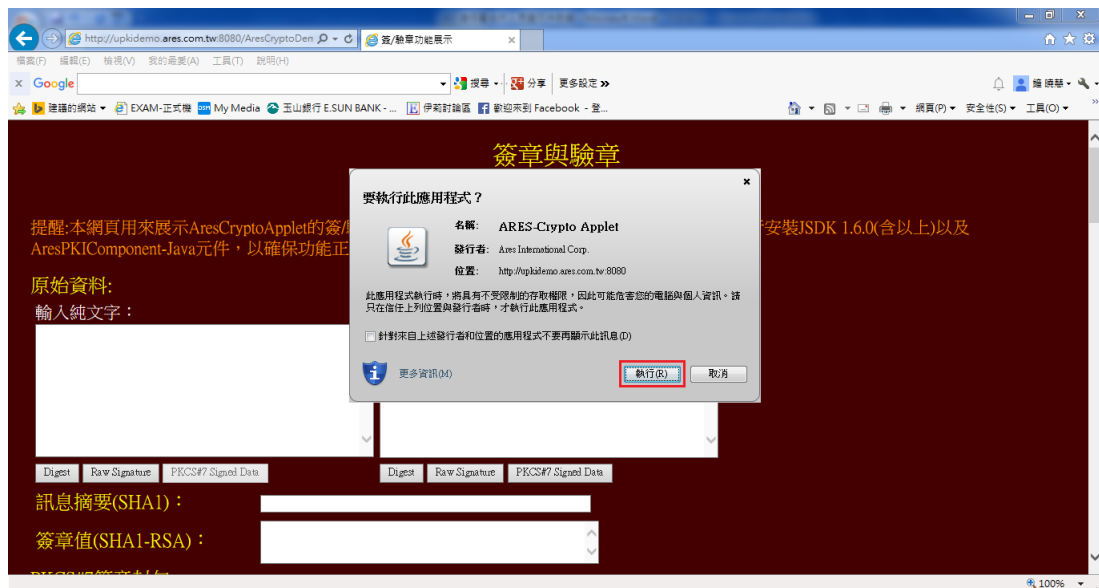 http://upkidemo.ares.com.tw:8080/AresCryptoDen
簽/驗章功能展示
檔案(F) 編輯(E) 檢視(V) 我的最愛(A) 工具(T) 說明(H)
Google
搜尋 分享 更多設定 »
建議的網站 EXAM-正式機 My Media 玉山銀行 E.SUN BANK - ... 伊莉討論區 歡迎來到 Facebook - 登...
網頁(P) 安全性(S) 工具(O)
簽章與驗章
要執行此應用程式？
名稱: ARES-Crypto Applet
發行者: Ares International Corp.
位置: http://upkidemo.ares.com.tw:8080
此應用程式執行時，將具有不受限制的存取權限，因此可能危害您的電腦與個人資訊。請
只在信任上列位置與發行者時，才執行此應用程式。
針對來自上述發行者和位置的應用程式不要再顯示此訊息(D)
更多資訊(M)
執行(R) 取消
提醒:本網頁用來展示AresCryptoApplet的簽/
安裝JSDK 1.6.0(含以上)以及
AresPKIComponent-Java元件，以確保功能正
原始資料:
輸入純文字：
Digest Raw Signature PKCS#7 Signed Data
Digest Raw Signature PKCS#7 Signed Data
訊息摘要(SHA1)：
簽章值(SHA1-RSA)：
100%